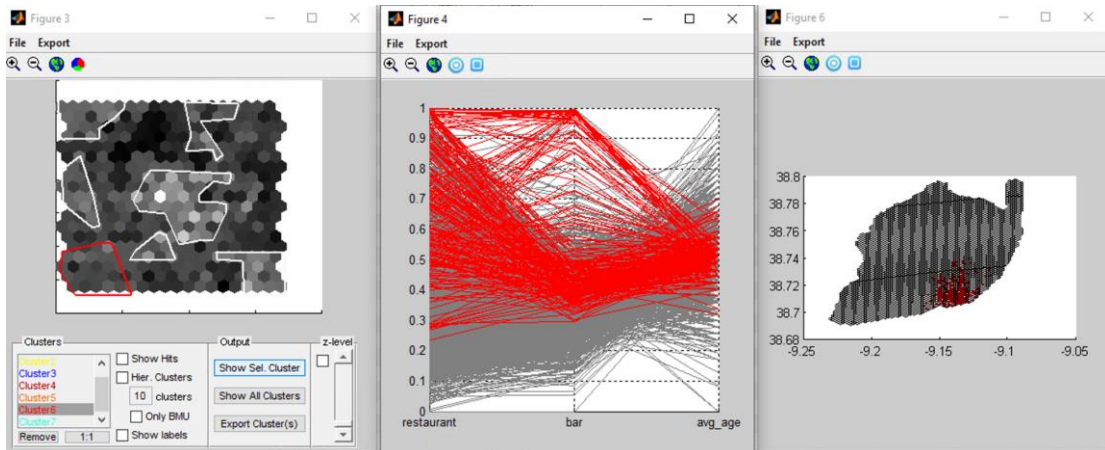 Figure 3
File Export
Clusters
Cluster2
Cluster3
Cluster4
Cluster5
Cluster6
Cluster7
Remove 1:1
Show Hits
Hier. Clusters
10 clusters
Only BMU
Show labels
Output
Show Sel. Cluster
Show All Clusters
Export Cluster(s)
z-level
Figure 4
File Export
1
0.9
0.8
0.7
0.6
0.5
0.4
0.3
0.2
0.1
0
restaurant bar avg_age
Figure 6
File Export
38.8
38.78
38.76
38.74
38.72
38.7
38.68
-9.25 -9.2 -9.15 -9.1 -9.05